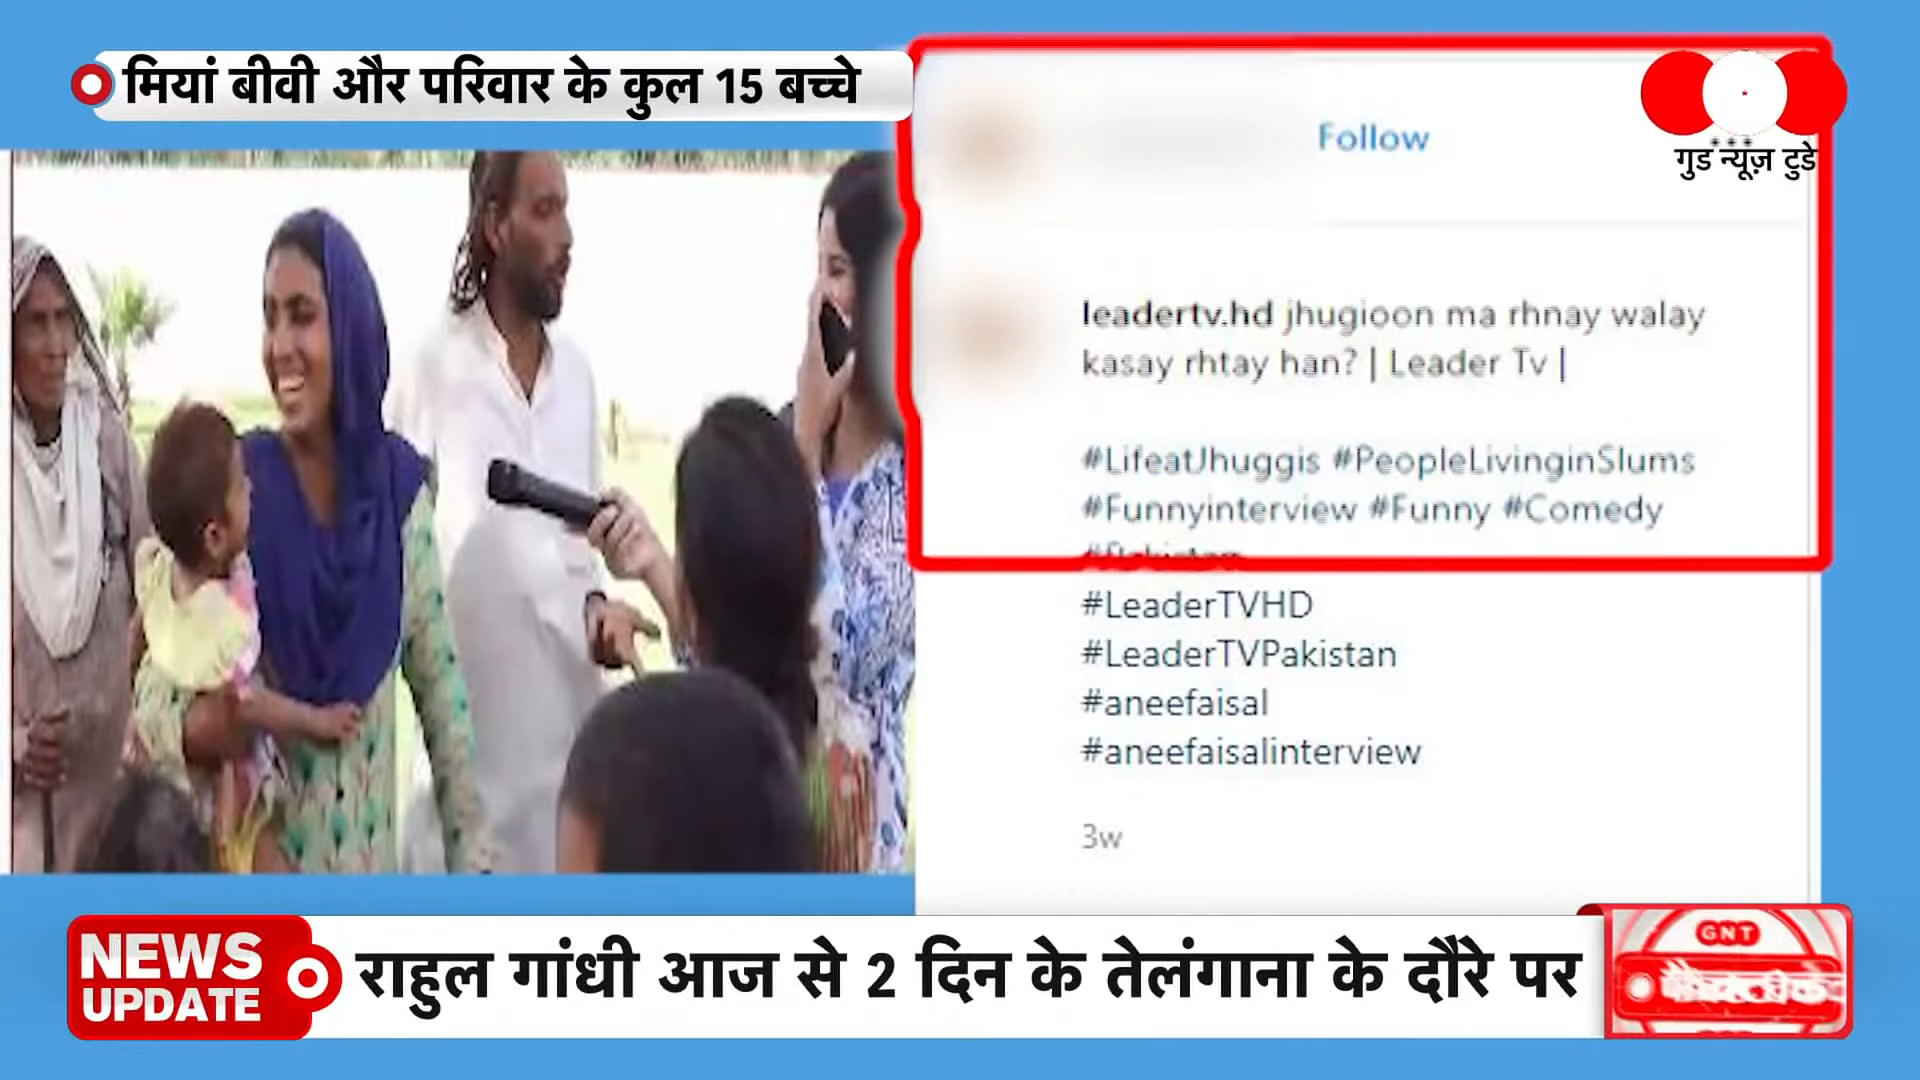 मियां बीवी और परिवार के कुल 15 बच्चे
Follow
गुड न्यूज़ टुडे
leadertv.hd jhugioon ma rhnay walay
kasay rhtay han? | Leader Tv |
#LifeatJhuggis #PeopleLivinginSlums
#Funnyinterview #Funny #Comedy
#LeaderTVHD
#LeaderTVPakistan
#aneefaisal
#aneefaisalinterview
3w
NEWS
UPDATE
राहुल गांधी आज से 2 दिन के तेलंगाना के दौरे पर
GNT